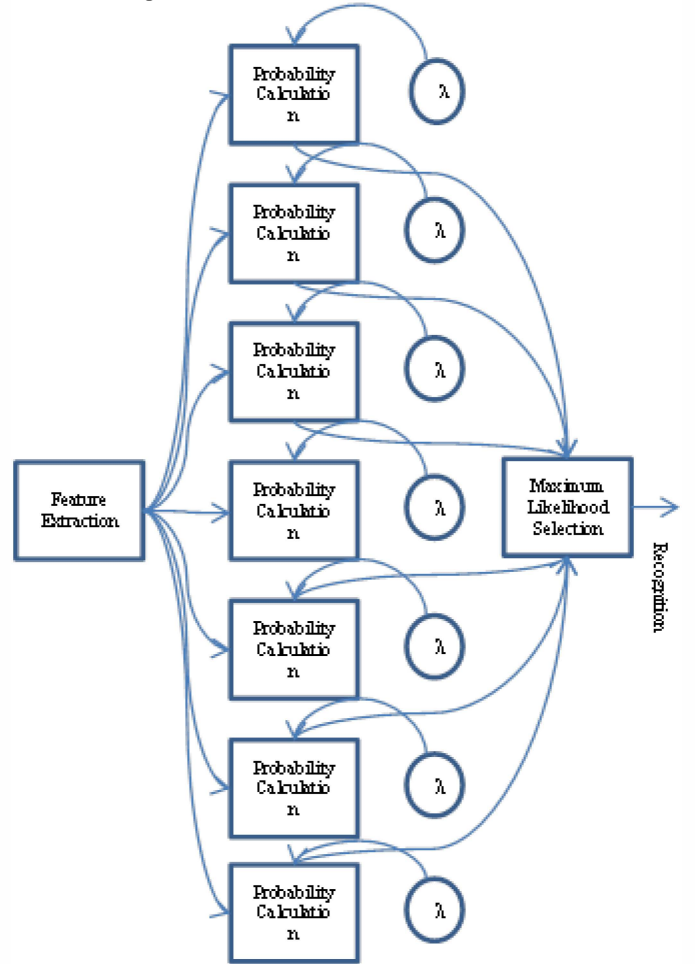 Probability
Calculatio
n
λ
Probability
Calculatio
n
λ
Probability
Calculatio
n
λ
Probability
Calculatio
n
λ
Feature
Extraction
Maximum
Likelihood
Selection
Recognition
Probability
Calculatio
n
λ
Probability
Calculatio
n
λ
Probability
Calculatio
n
λ